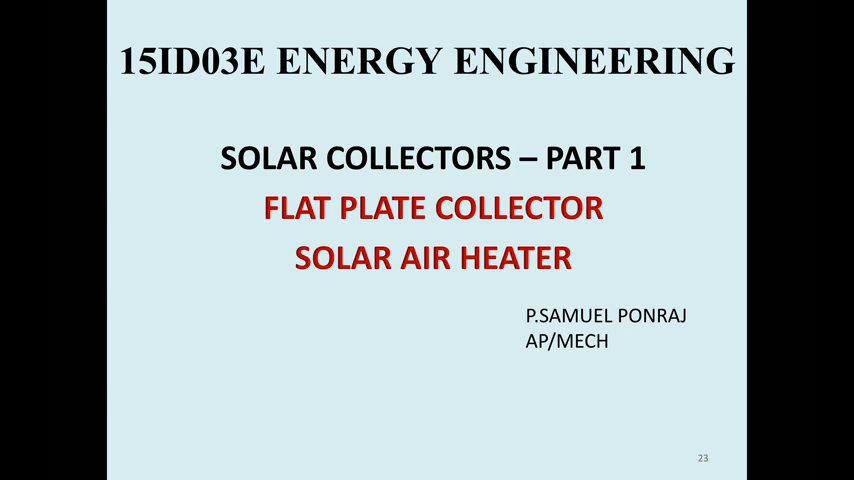 15ID03E ENERGY ENGINEERING
SOLAR COLLECTORS – PART 1
FLAT PLATE COLLECTOR
SOLAR AIR HEATER
P.SAMUEL PONRAJ
AP/MECH
23